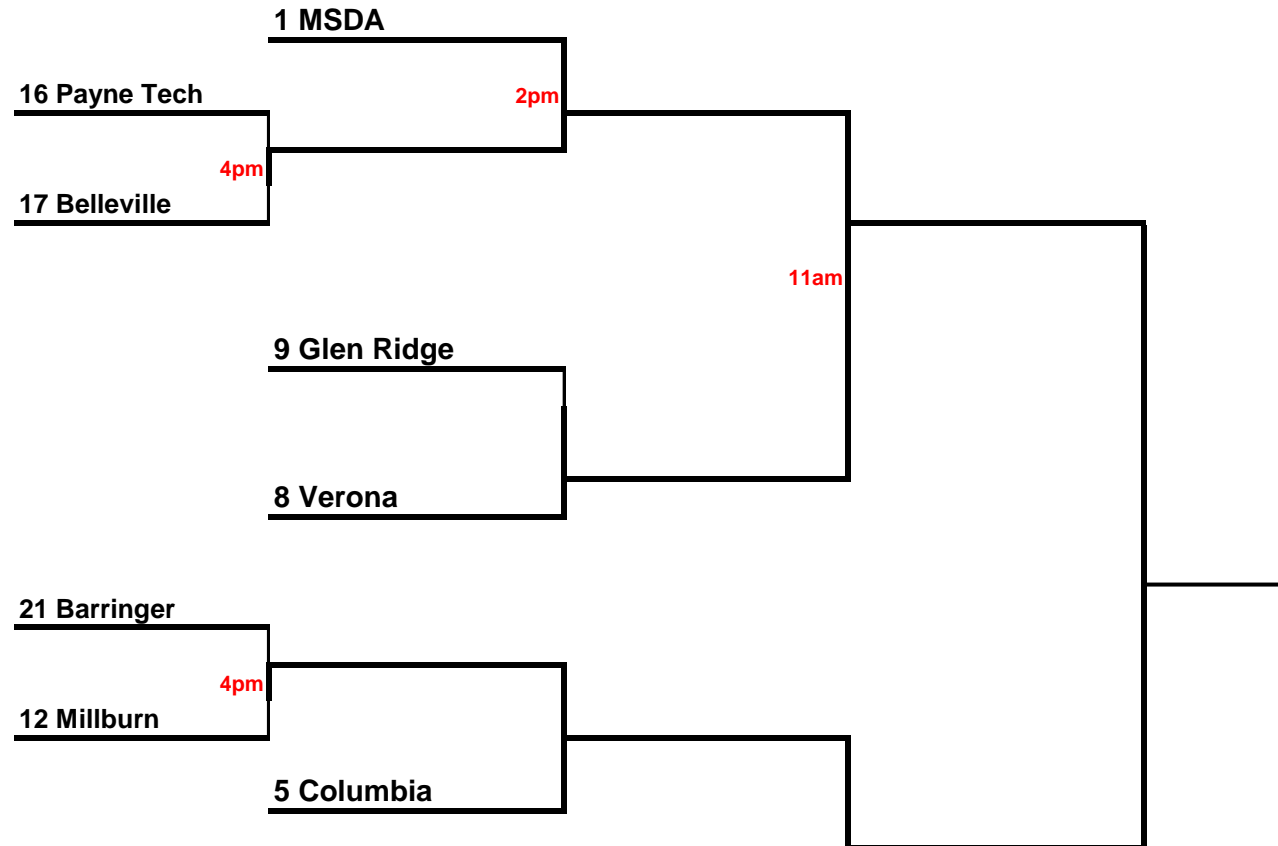 1 MSDA
16 Payne Tech
2pm
4pm
17 Belleville
11am
9 Glen Ridge
8 Verona
21 Barringer
4pm
12 Millburn
5 Columbia